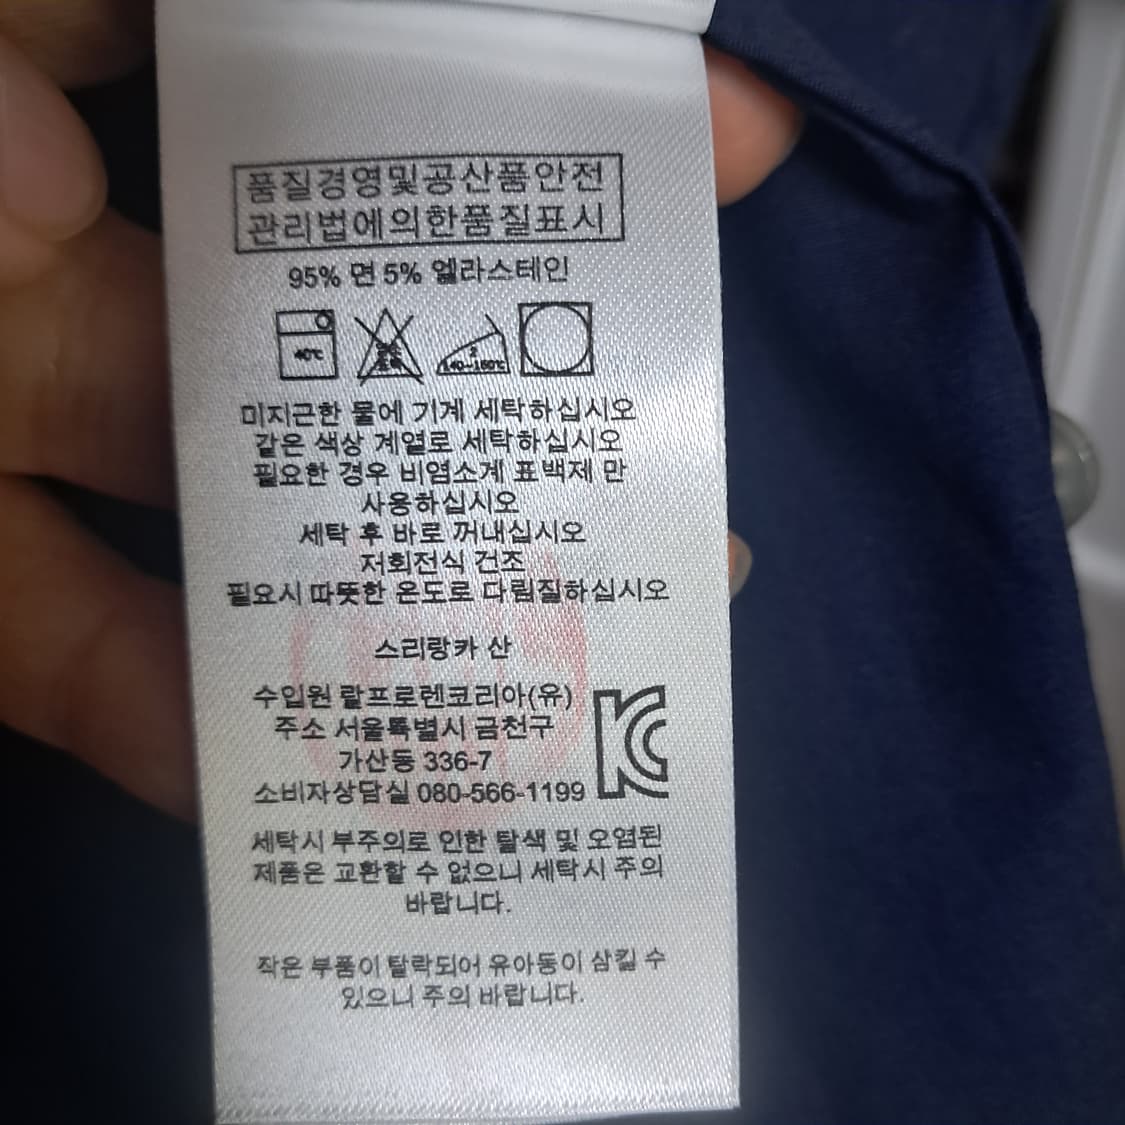 품질경영및공산품안전
관리법에의한품질표시
95% 면 5% 엘라스테인
40℃
염소
표백
2
140~160℃
미지근한 물에 기계 세탁하십시오
같은 색상 계열로 세탁하십시오
필요한 경우 비염소계 표백제 만
사용하십시오
세탁 후 바로 꺼내십시오
저회전식 건조
필요시 따뜻한 온도로 다림질하십시오
스리랑카 산
수입원 랄프로렌코리아(유)
주소 서울특별시 금천구
가산동 336-7
소비자상담실 080-566-1199
KC
세탁시 부주의로 인한 탈색 및 오염된
제품은 교환할 수 없으니 세탁시 주의
바랍니다.
작은 부품이 탈락되어 유아동이 삼킬 수
있으니 주의 바랍니다.